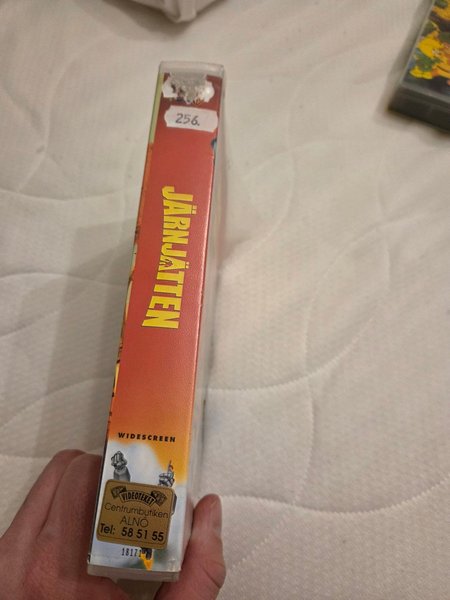 256.
JÄRNJÄTTEN
WIDESCREEN
VIDEOTEKET
Centrumbutiken
ALNÖ
Tel: 58 51 55